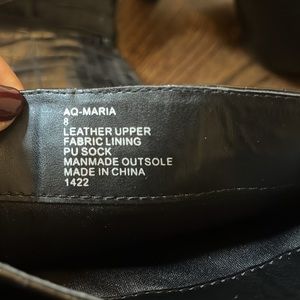 AQ-MARIA
8
LEATHER UPPER
FABRIC LINING
PU SOCK
MANMADE OUTSOLE
MADE IN CHINA
1422